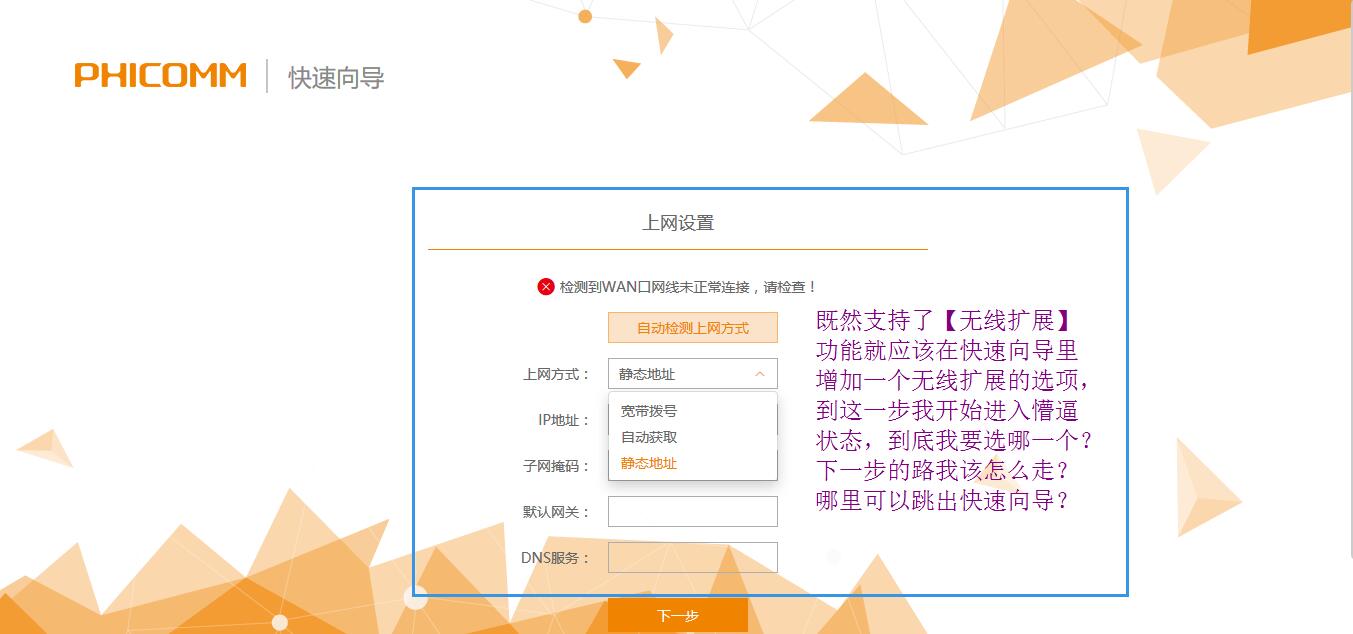 PHICOMM 快速向导
上网设置
检测到WAN口网线未正常连接，请检查！
自动检测上网方式
上网方式： 静态地址
宽带拨号
IP地址：
自动获取
子网掩码： 静态地址
默认网关：
DNS服务：
下一步
既然支持了【无线扩展】
功能就应该在快速向导里
增加一个无线扩展的选项，
到这一步我开始进入懵逼
状态，到底我要选哪一个？
下一步的路我该怎么走？
哪里可以跳出快速向导？